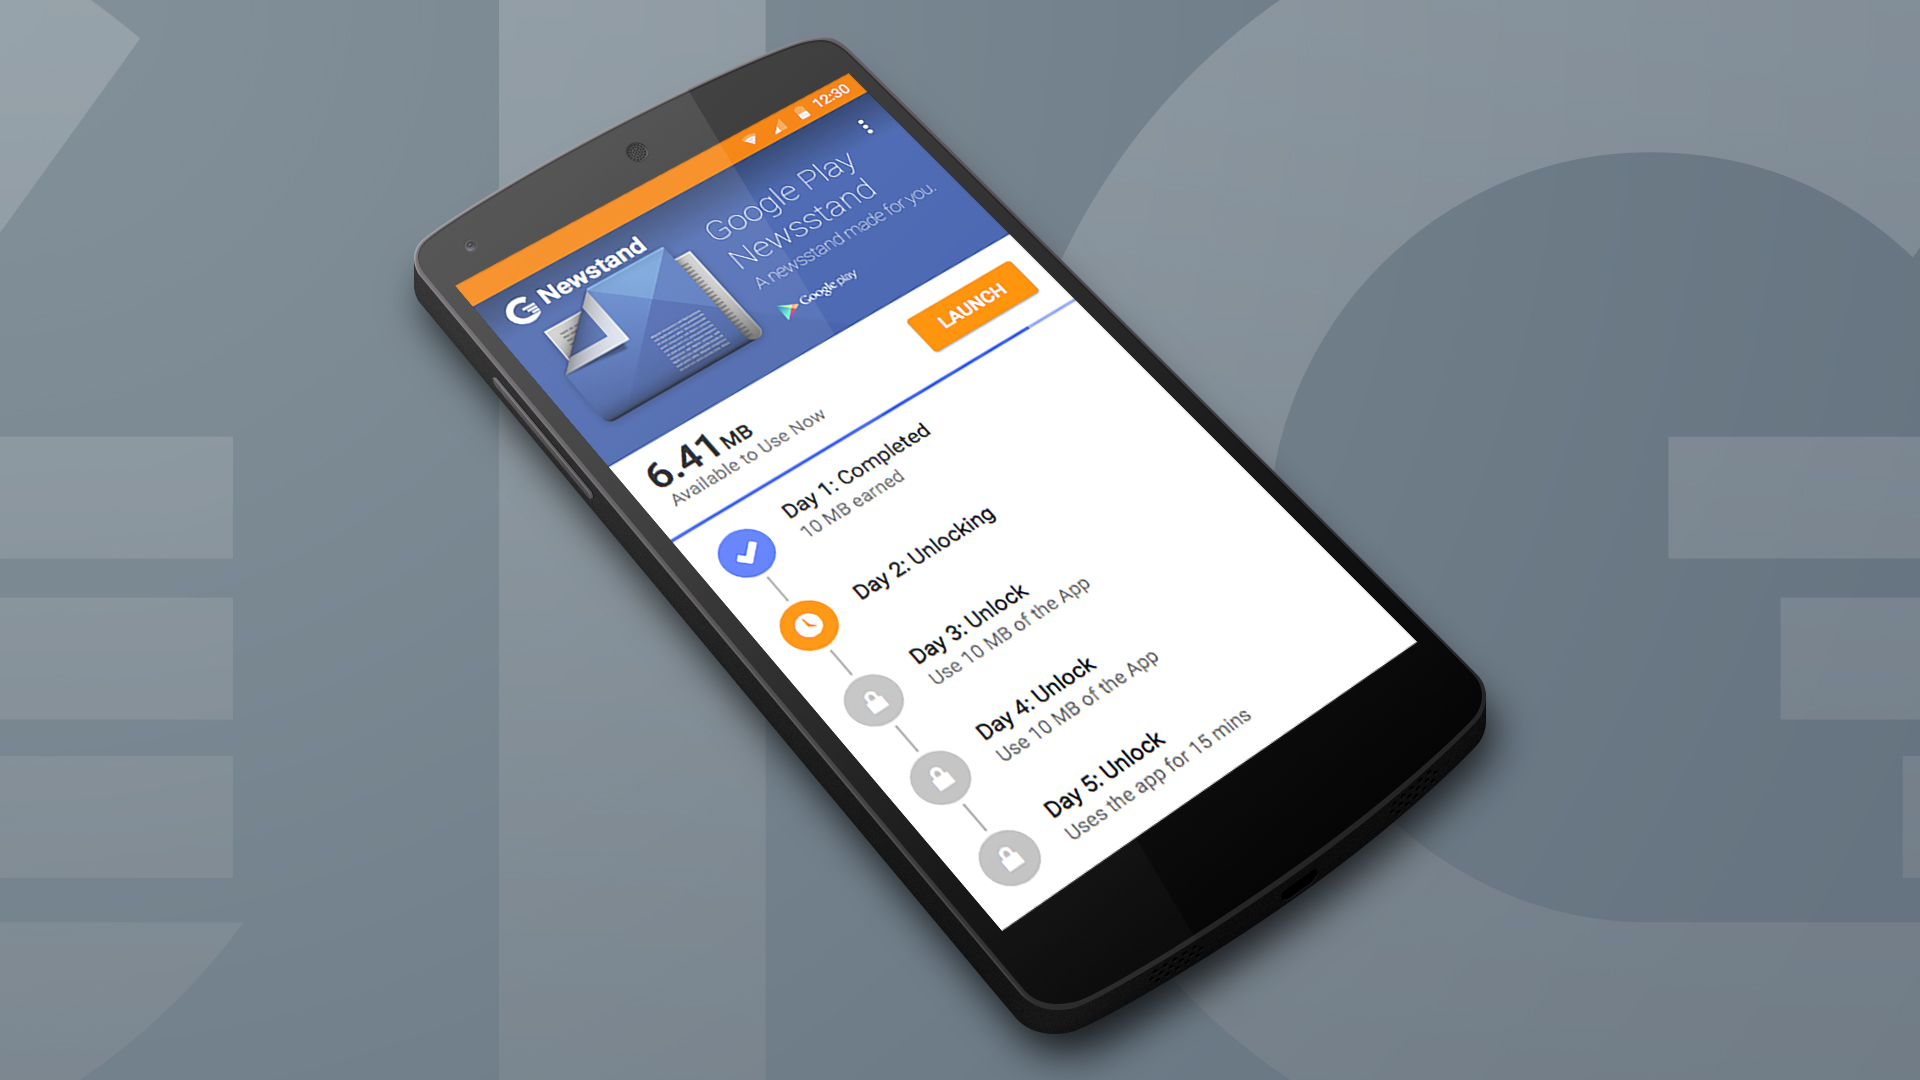 12:30
Newstand
Google Play
Newsstand
A newsstand made for you.
Google play
LAUNCH
6.41 MB
Available to Use Now
Day 1: Completed
10 MB earned
Day 2: Unlocking
Day 3: Unlock
Use 10 MB of the App
Day 4: Unlock
Use 10 MB of the App
Day 5: Unlock
Uses the app for 15 mins